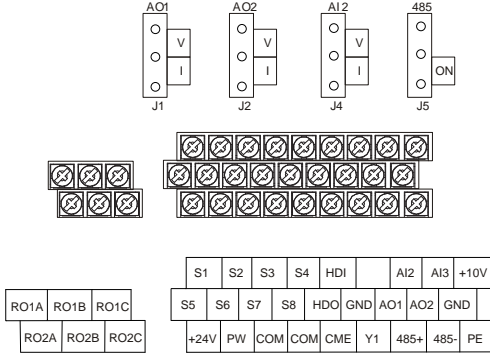 AO1 AO2 AI2 485
V V V
I I I ON
J1 J2 J4 J5
S1 S2 S3 S4 HDI AI2 AI3 +10V
RO1A RO1B RO1C
S5 S6 S7 S8 HDO GND AO1 AO2 GND
RO2A RO2B RO2C
+24V PW COM COM CME Y1 485+ 485- PE